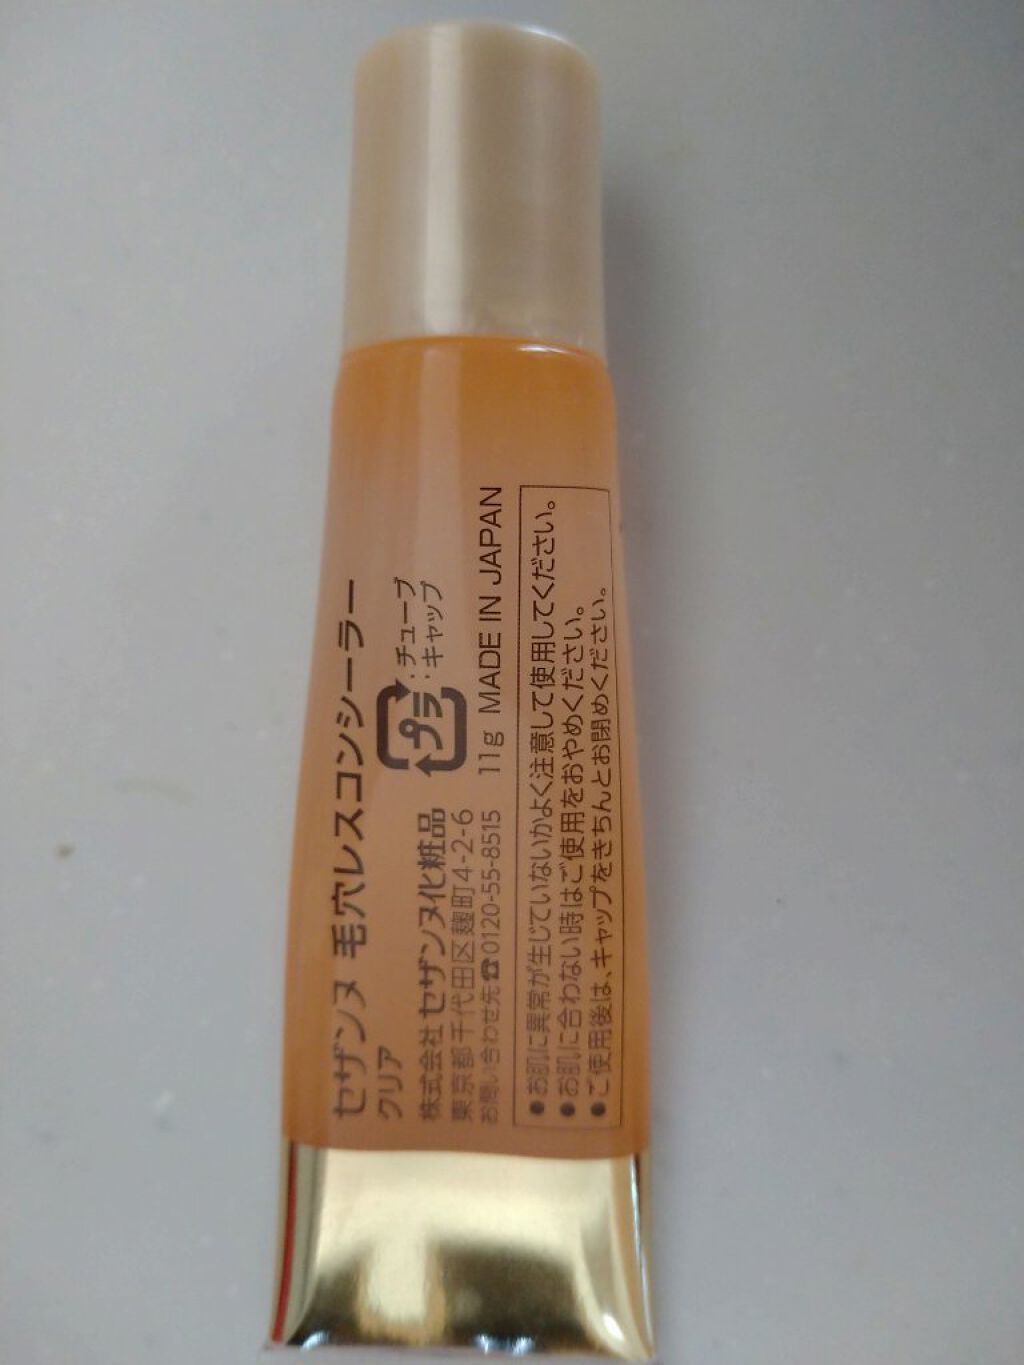 セザンヌ 毛穴レスコンシーラー
クリア
プラ
:チューブ
キャップ
株式会社 セザンヌ化粧品
東京都千代田区麹町4-2-6
お問い合わせ先☎0120-55-8515
11g MADE IN JAPAN
●お肌に異常が生じていないかよく注意して使用してください。
●お肌に合わない時はご使用をおやめください。
●ご使用後は、キャップをきちんとお閉めください。